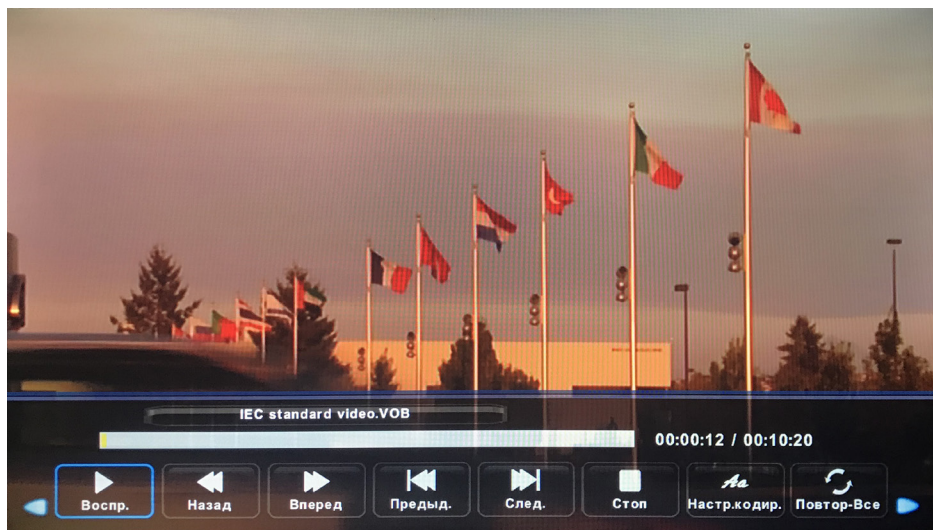 IEC standard video.VOB
00:00:12 / 00:10:20
Воспр.
Назад
Вперед
Предыд.
След.
Стоп
Aa
Настр.кодир.
Повтор-Все